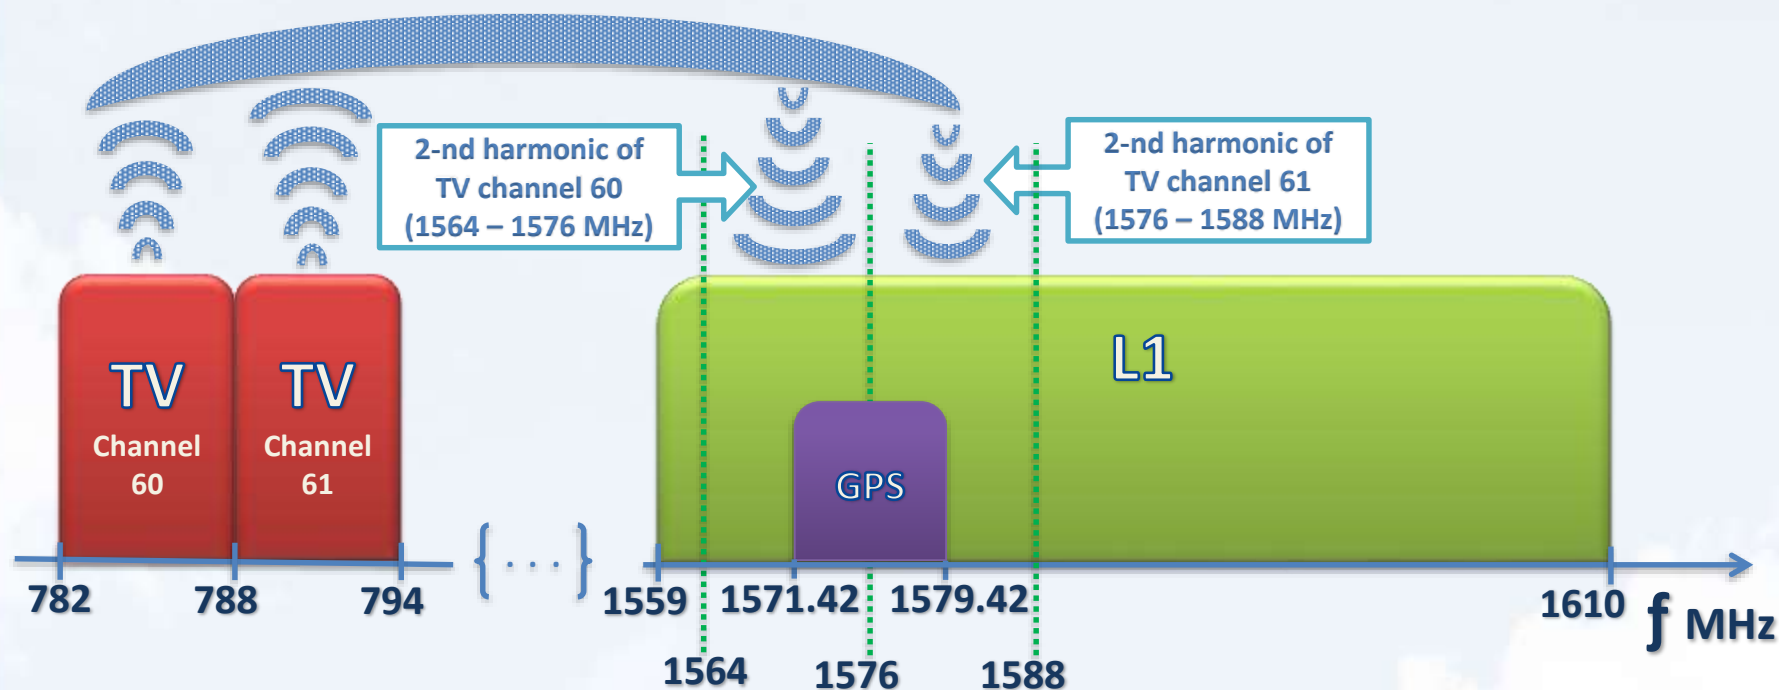 2-nd harmonic of
TV channel 60
(1564 – 1576 MHz)
2-nd harmonic of
TV channel 61
(1576 – 1588 MHz)
TV
Channel
60
TV
Channel
61
L1
GPS
{ . . . }
782
788
794
1559
1571.42
1579.42
1610
ƒ MHz
1564
1576
1588